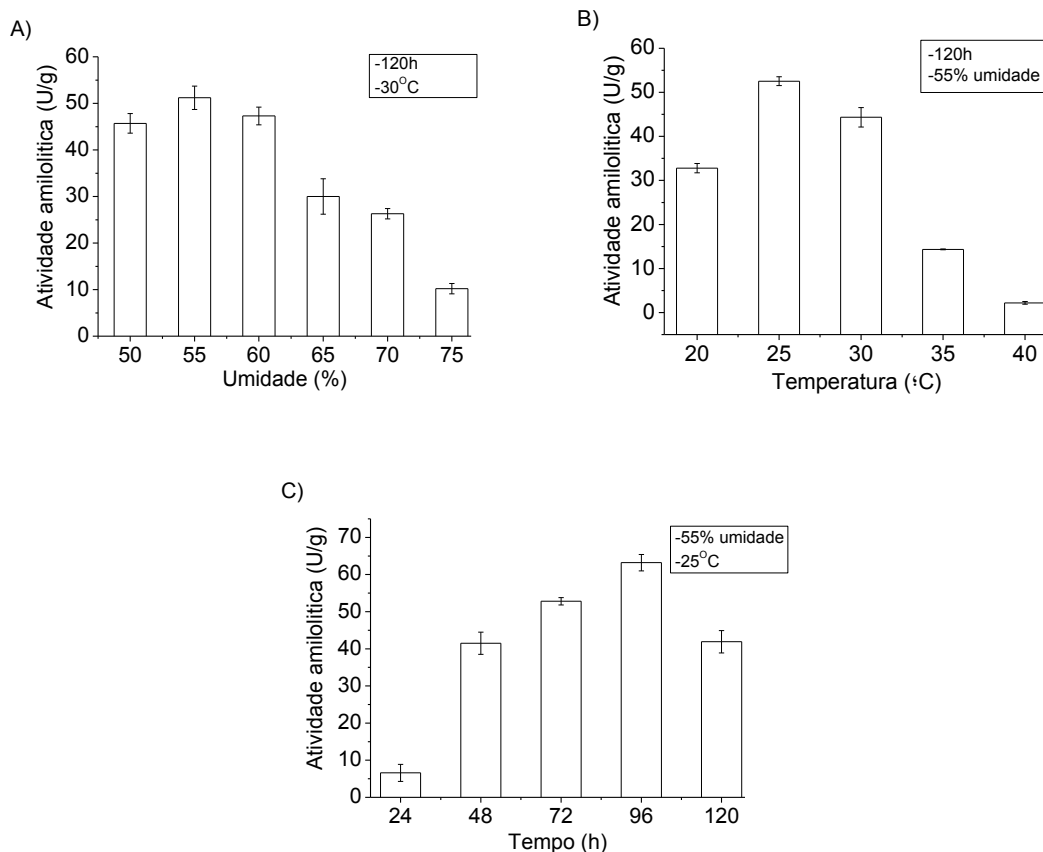 A)
-120h
-30°C
Atividade amilolitica (U/g)
60
50
40
30
20
10
0
50 55 60 65 70 75
Umidade (%)
B)
-120h
-55% umidade
Atividade amilolitica (U/g)
60
50
40
30
20
10
0
20 25 30 35 40
Temperatura (°C)
C)
-55% umidade
-25°C
Atividade amilolitica (U/g)
70
60
50
40
30
20
10
0
24 48 72 96 120
Tempo (h)